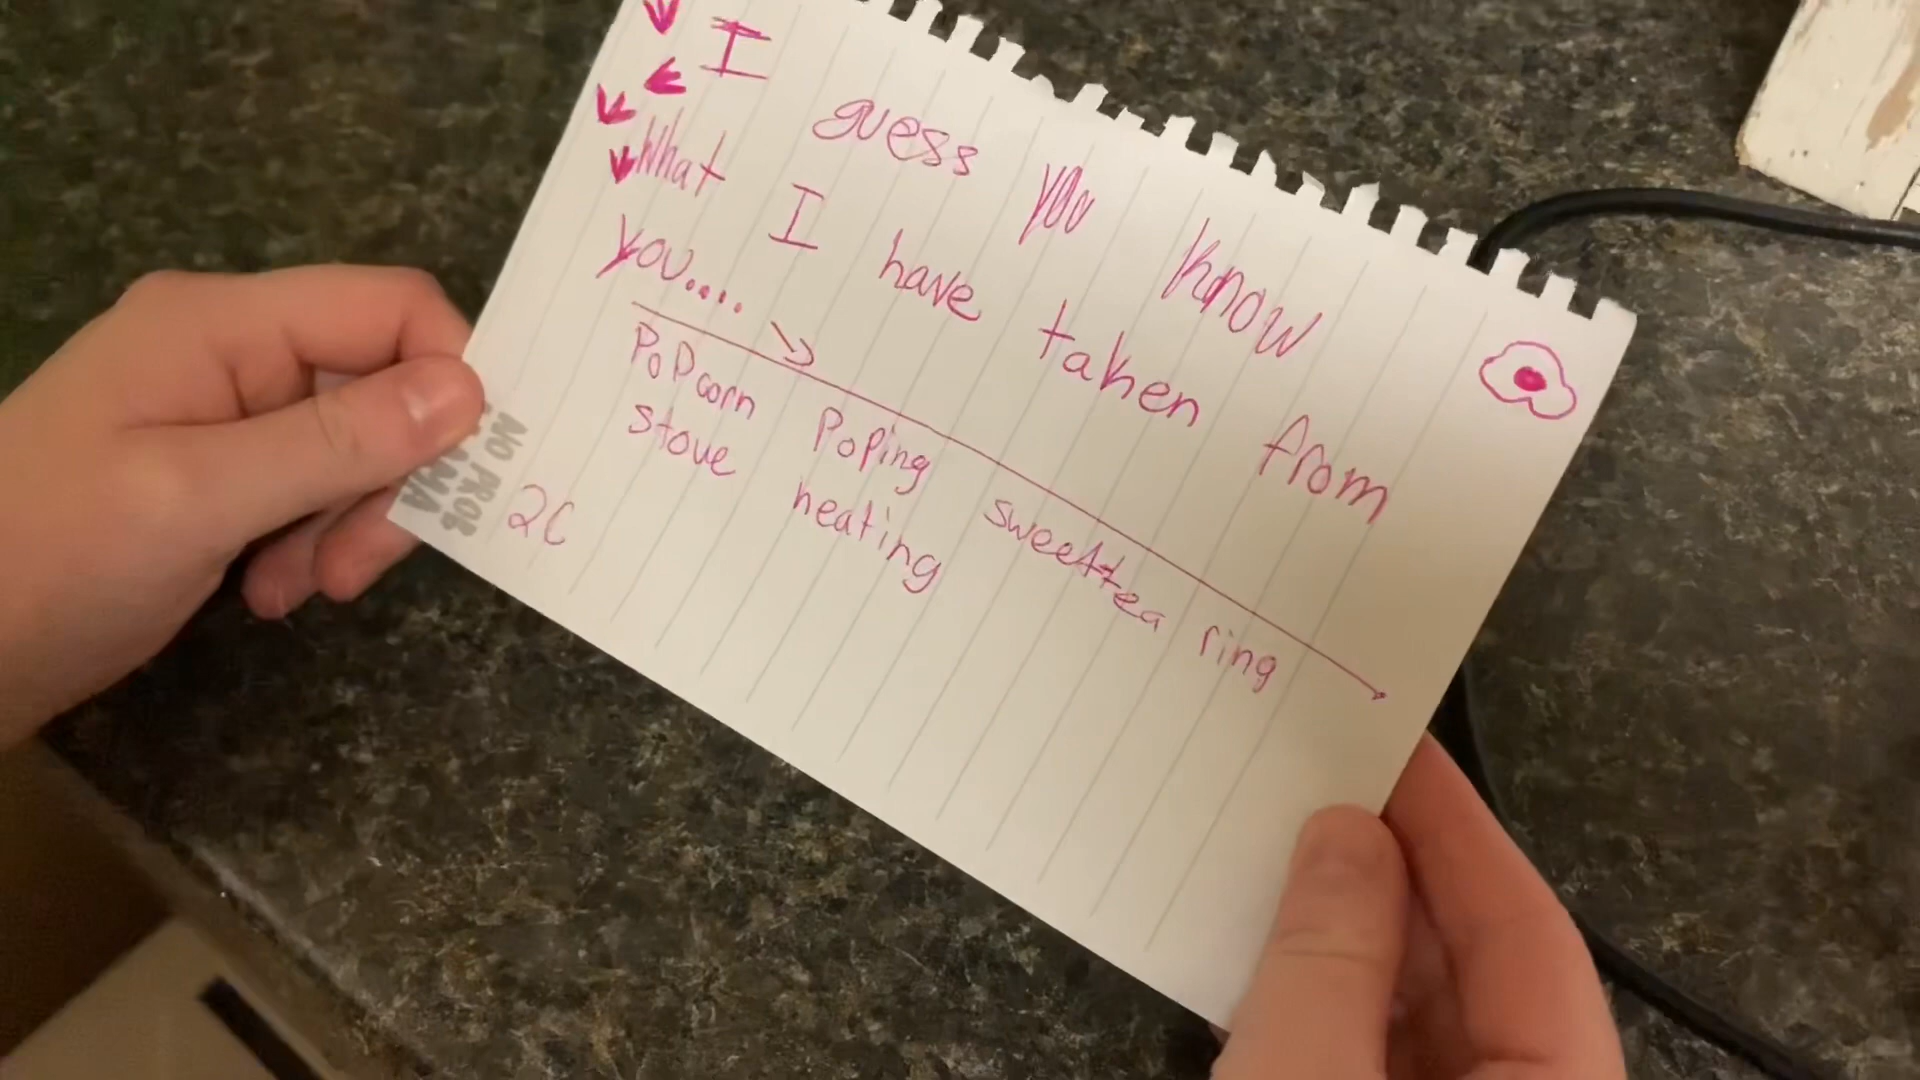 I guess you know
What I have taken from
you....
PoPcorn Poping sweettea ring
stove heating
2C
NO PROB